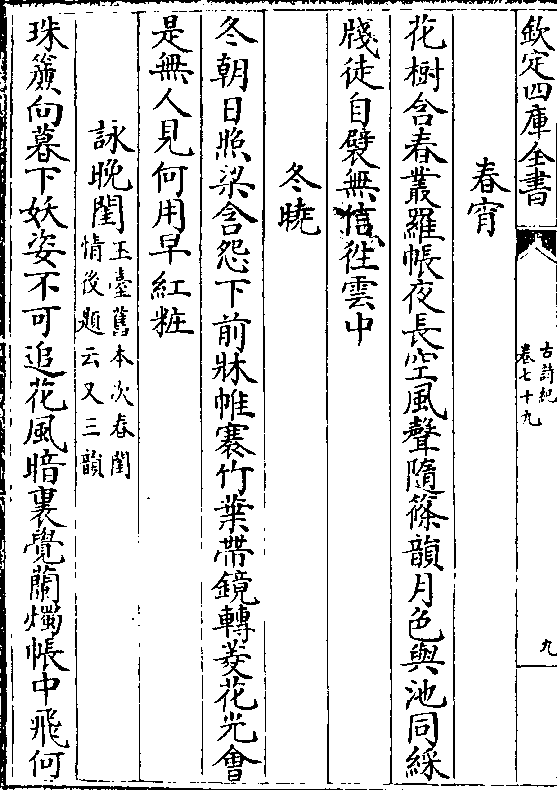 欽定四庫全書
古詩紀
卷七十九
九
春宵
花樹含春叢羅帳夜長空風聲隨篠韻月色與池同綵
牋徒自襞無信徃雲中
冬曉
冬朝日照梁含怨下前牀帷褰竹葉帶鏡轉菱花光會
是無人見何用早紅粧
詠晩閨玉臺舊本次春閨
情後題云又三韻
珠簾向暮下妖姿不可追花風暗裏覺蘭燭帳中飛何